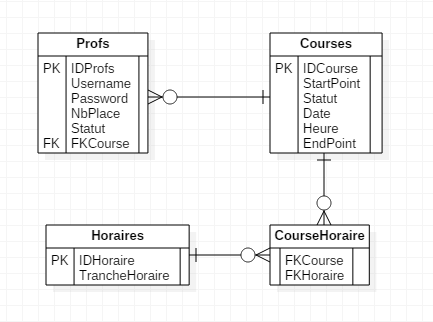 Profs
PK IDProfs
Username
Password
NbPlace
Statut
FK FKCourse
Courses
PK IDCourse
StartPoint
Statut
Date
Heure
EndPoint
Horaires
PK IDHoraire
TrancheHoraire
CourseHoraire
FKCourse
FKHoraire